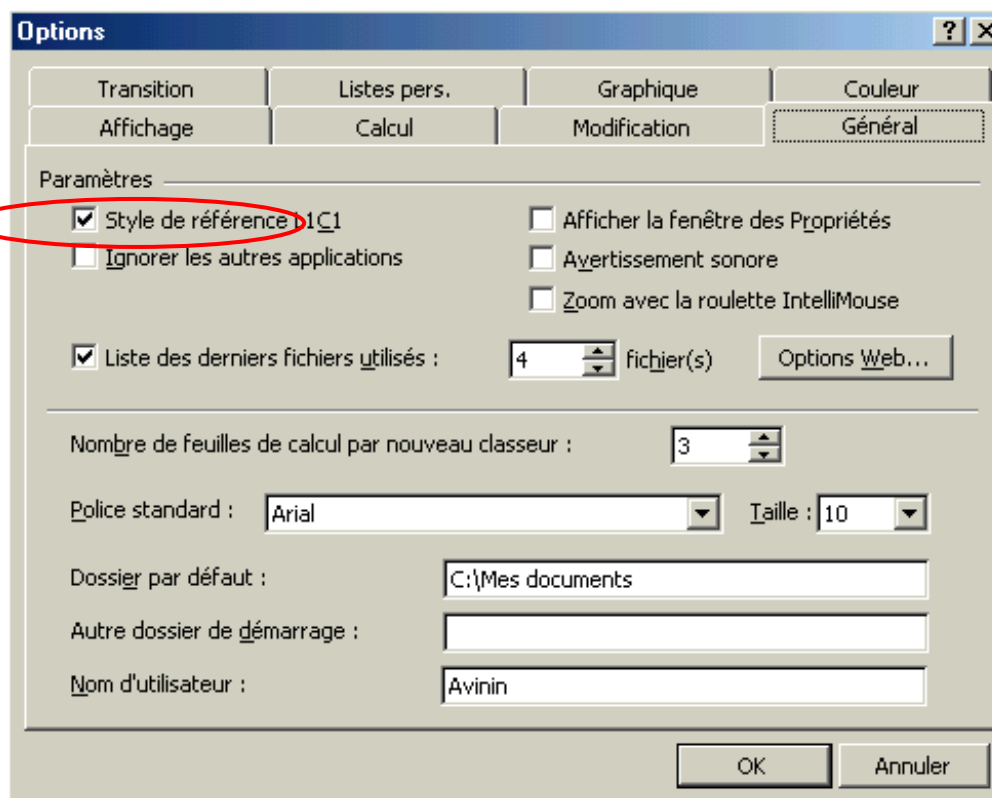 Options
Transition Listes pers. Graphique Couleur
Affichage Calcul Modification Général
Paramètres
Style de référence L1C1 Afficher la fenêtre des Propriétés
Ignorer les autres applications Avertissement sonore
Zoom avec la roulette IntelliMouse
Liste des derniers fichiers utilisés : 4 fichier(s) Options Web...
Nombre de feuilles de calcul par nouveau classeur : 3
Police standard : Arial Taille : 10
Dossier par défaut : C:\Mes documents
Autre dossier de démarrage :
Nom d'utilisateur : Avinin
OK Annuler